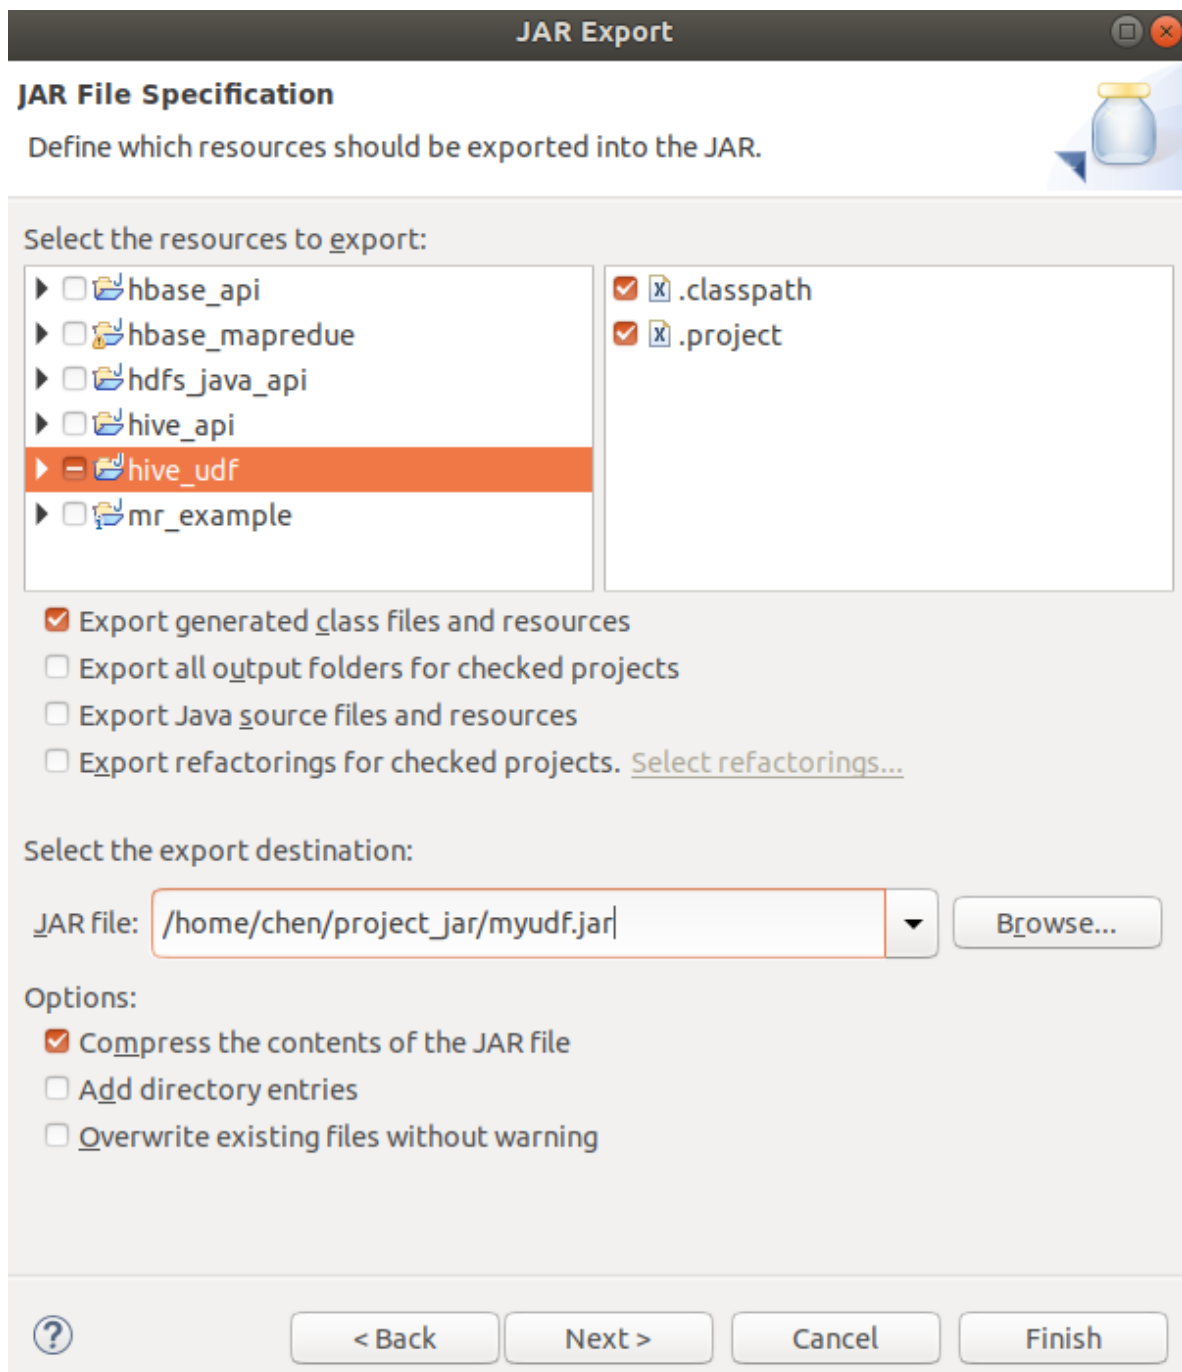 JAR Export
JAR File Specification
Define which resources should be exported into the JAR.
Select the resources to export:
hbase_api
hbase_mapredue
hdfs_java_api
hive_api
hive_udf
mr_example
.classpath
.project
Export generated class files and resources
Export all output folders for checked projects
Export Java source files and resources
Export refactorings for checked projects. Select refactorings...
Select the export destination:
JAR file: /home/chen/project_jar/myudf.jar Browse...
Options:
Compress the contents of the JAR file
Add directory entries
Overwrite existing files without warning
? < Back Next > Cancel Finish